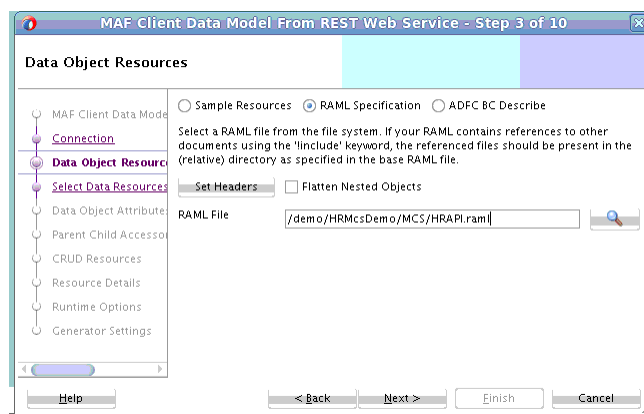 MAF Client Data Model From REST Web Service - Step 3 of 10
Data Object Resources
MAF Client Data Mode
Connection
Data Object Resourc
Select Data Resources
Data Object Attribute
Parent Child Accesso
CRUD Resources
Resource Details
Runtime Options
Generator Settings
Sample Resources RAML Specification ADFC BC Describe
Select a RAML file from the file system. If your RAML contains references to other
documents using the '!include' keyword, the referenced files should be present in the
(relative) directory as specified in the base RAML file.
Set Headers Flatten Nested Objects
RAML File /demo/HRMcsDemo/MCS/HRAPI.raml
Help < Back Next > Finish Cancel